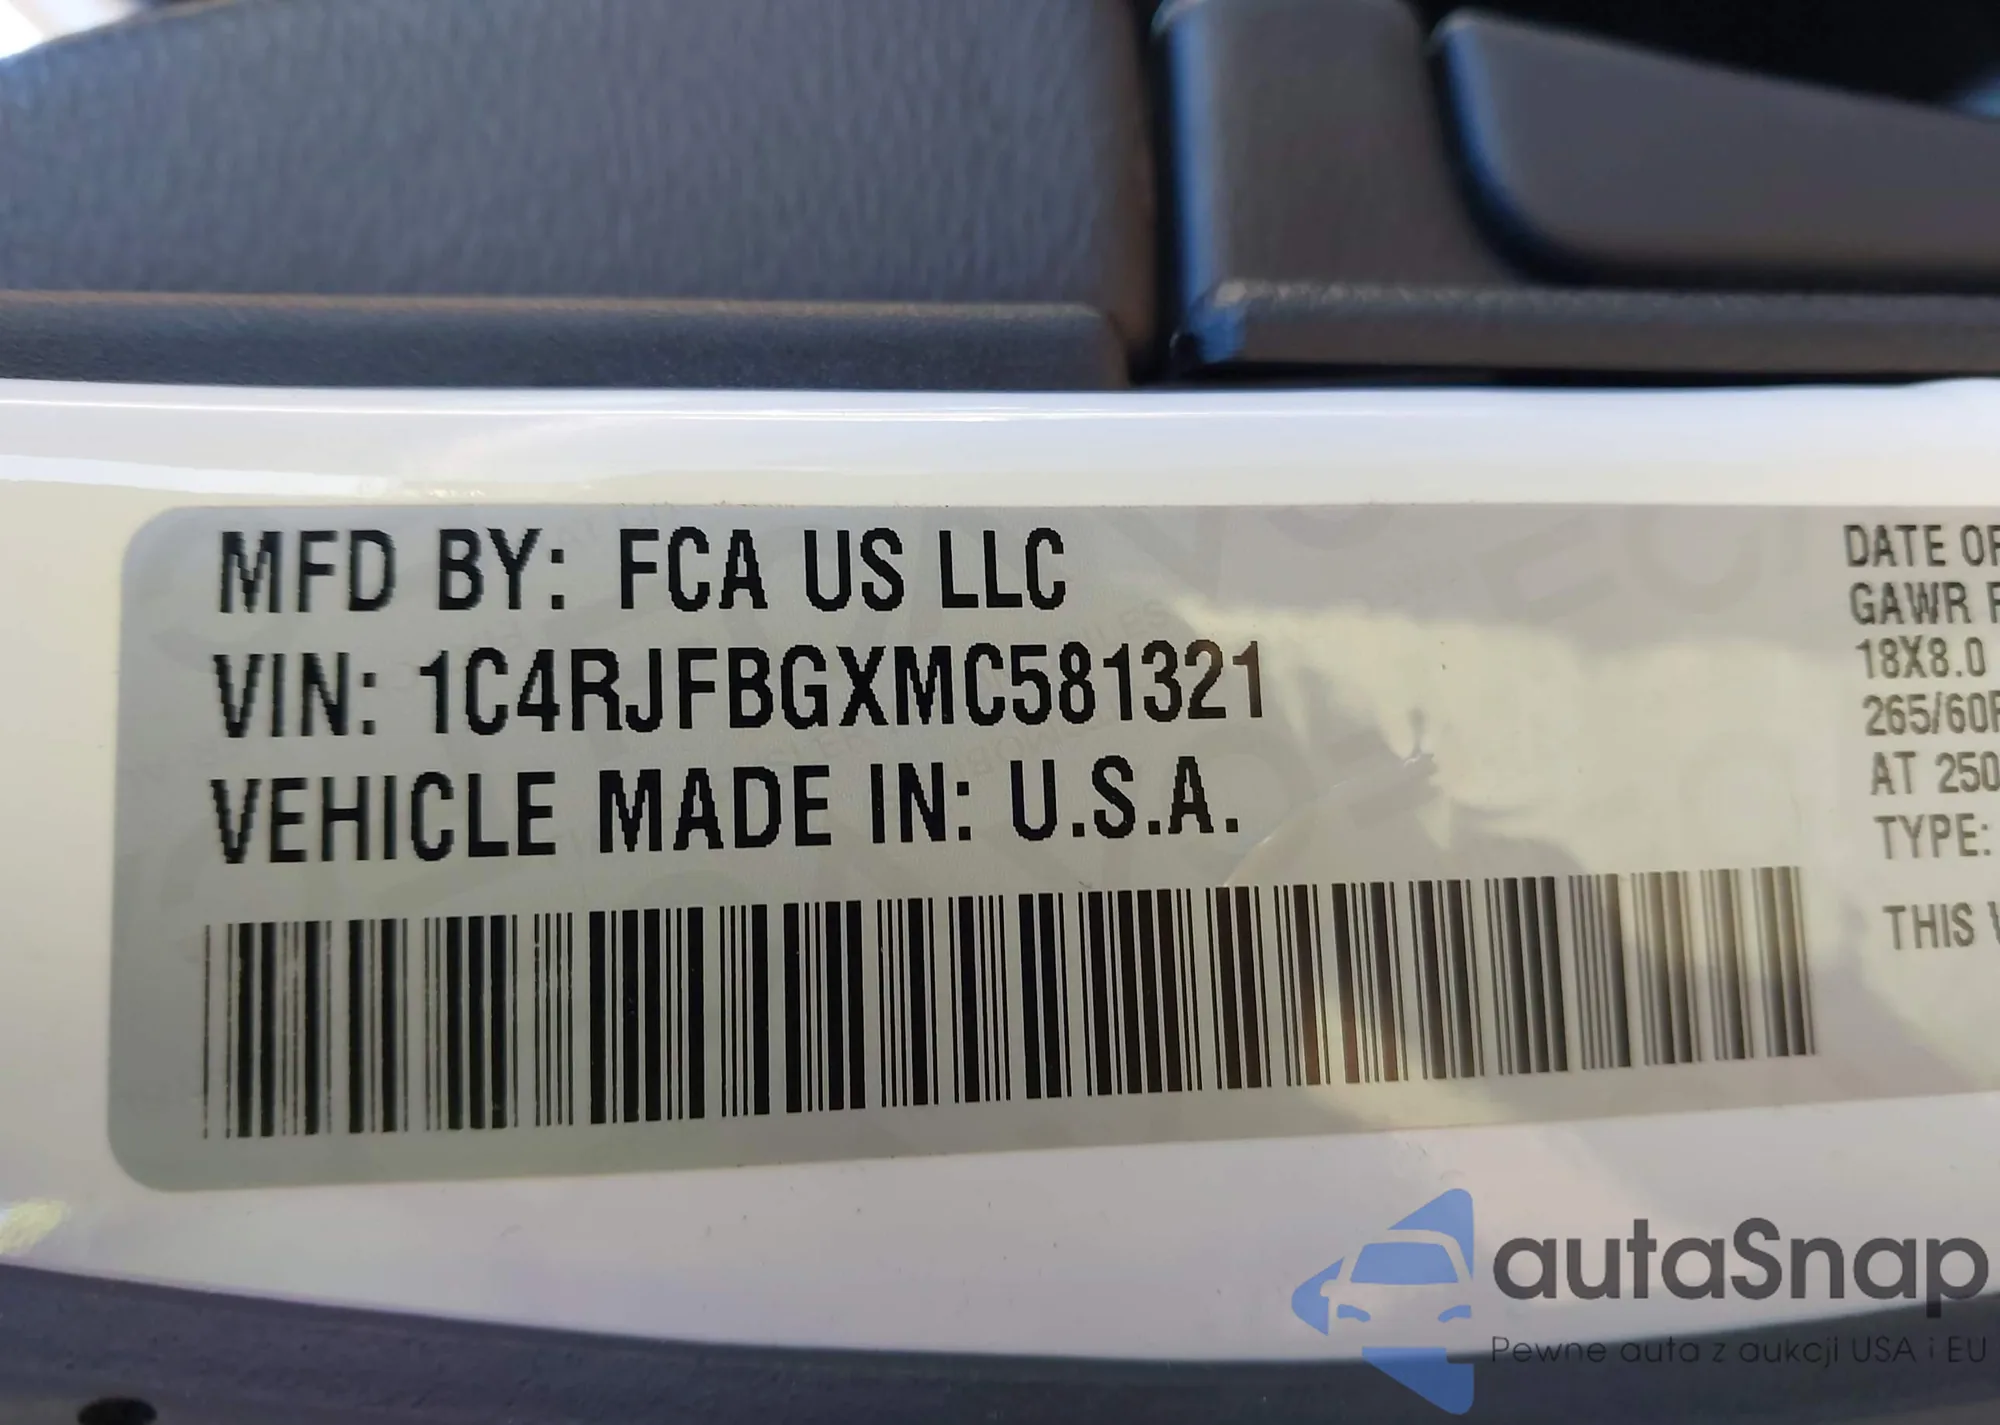 MFD BY: FCA US LLC
VIN: 1C4RJFBGXMC581321
VEHICLE MADE IN: U.S.A.
DATE OF
GAWR
18X8.0
265/60R
AT 250
TYPE:
THIS
autaSnap
Pewne auta z aukcji USA i EU